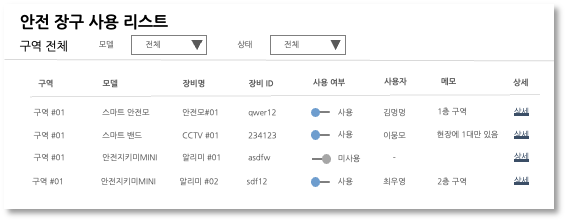 안전 장구 사용 리스트
구역 전체 모델 전체 상태 전체
구역 모델 장비명 장비 ID 사용 여부 사용자 메모 상세
구역 #01 스마트 안전모 안전모#01 qwer12 사용 김멍멍 1층 구역 상세
구역 #01 스마트 밴드 CCTV #01 234123 사용 이뭉모 현장에 1대만 있음 상세
구역 #01 안전지키미MINI 알리미 #01 asdfw 미사용 - 상세
구역 #01 안전지키미MINI 알리미 #02 sdf12 사용 최우영 2층 구역 상세